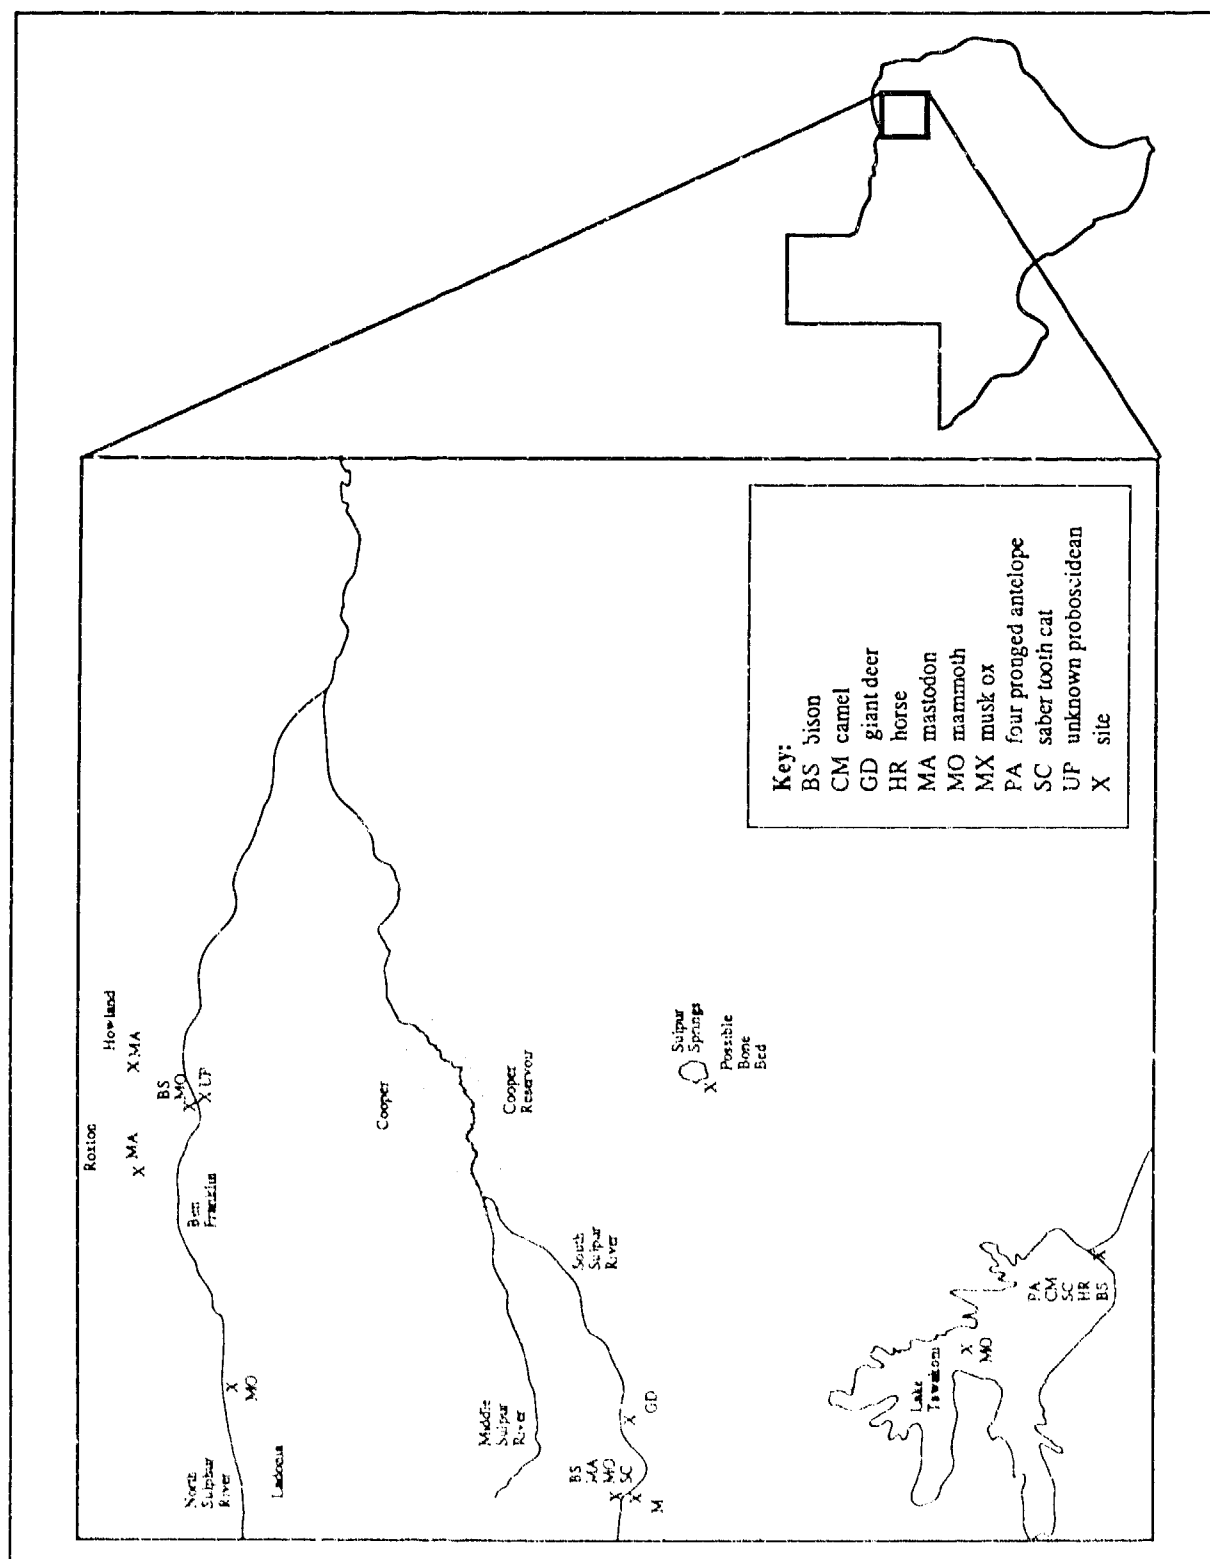 Roxton
Howland
X MA
X MA
BS
MO
X
X UP
Ben
Franklin
X
MO
North
Sulphur
River
Ladonia
Cooper
Cooper
Reservour
Middle
Sulpur
River
South
Sulpur
River
BS
MA
MO
X SC
X
M
X
GD
Sulpur
Springs
X
Possible
Bone
Bed
Lake
Tawakoni
X
MO
PA
CM
SC
HR
BS
X
Key:
BS bison
CM camel
GD giant deer
HR horse
MA mastodon
MO mammoth
MX musk ox
PA four pronged antelope
SC saber tooth cat
UP unknown proboscidean
X site